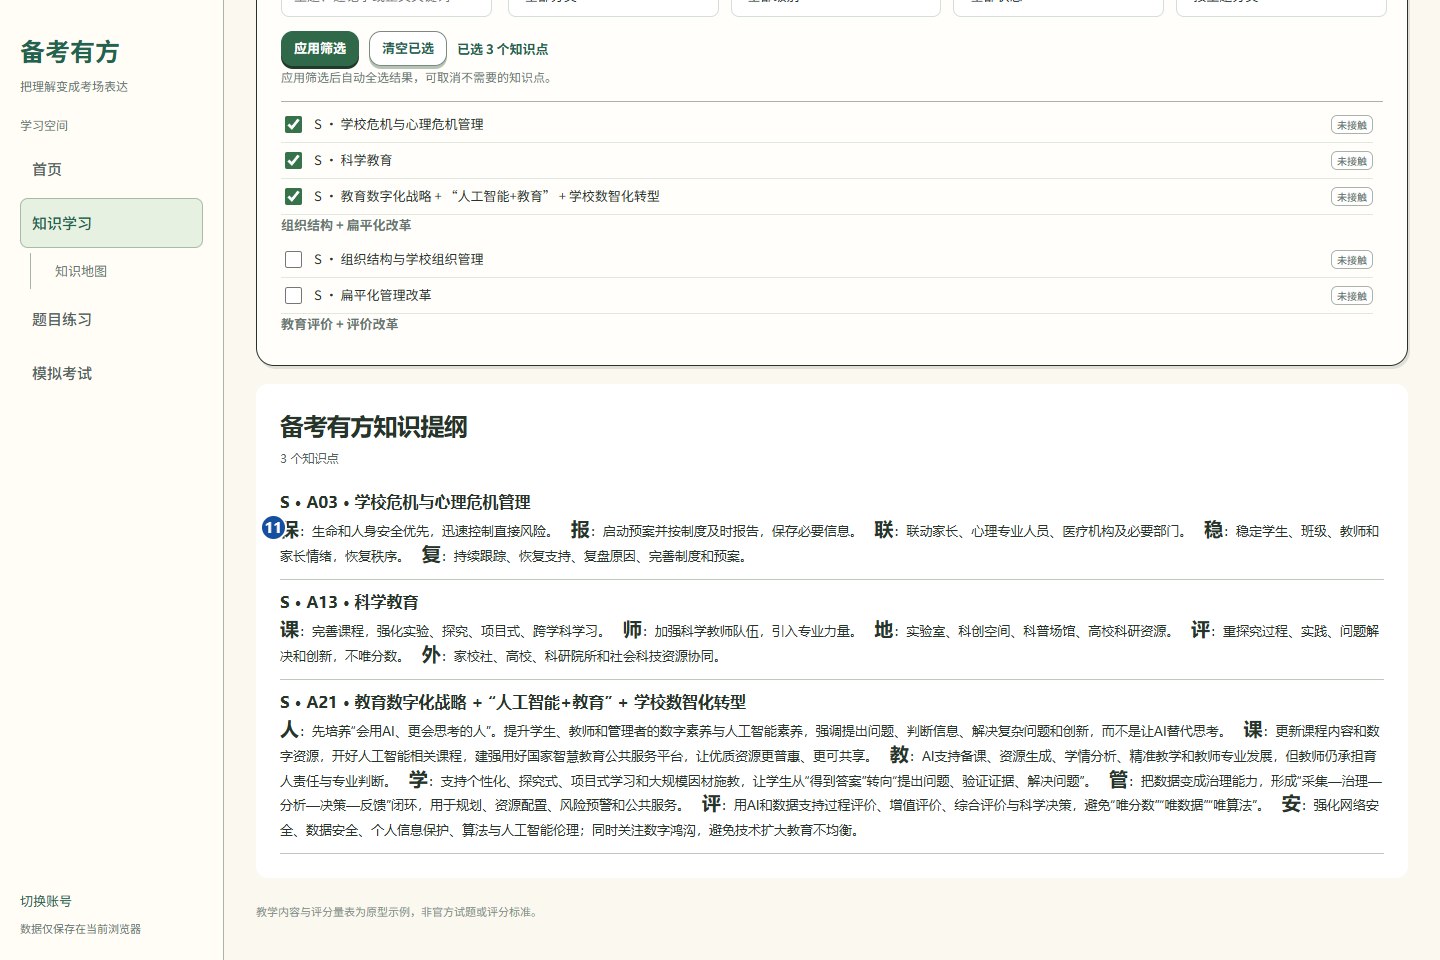 备考有方
把理解变成考场表达
学习空间
首页
知识学习
知识地图
题目练习
模拟考试
切换账号
数据仅保存在当前浏览器
应用筛选 清空已选 已选 3 个知识点
应用筛选后自动全选结果，可取消不需要的知识点。
S · 学校危机与心理危机管理 未接触
S · 科学教育 未接触
S · 教育数字化战略 + “人工智能+教育” + 学校数智化转型 未接触
组织结构 + 扁平化改革
S · 组织结构与学校组织管理 未接触
S · 扁平化管理改革 未接触
教育评价 + 评价改革
备考有方知识提纲
3 个知识点
S • A03 • 学校危机与心理危机管理
11
：生命和人身安全优先，迅速控制直接风险。 报：启动预案并按制度及时报告，保存必要信息。 联：联动家长、心理专业人员、医疗机构及必要部门。 稳：稳定学生、班级、教师和
家长情绪，恢复秩序。 复：持续跟踪、恢复支持、复盘原因、完善制度和预案。
S • A13 • 科学教育
课：完善课程，强化实验、探究、项目式、跨学科学习。 师：加强科学教师队伍，引入专业力量。 地：实验室、科创空间、科普场馆、高校科研资源。 评：重探究过程、实践、问题解
决和创新，不唯分数。 外：家校社、高校、科研院所和社会科技资源协同。
S • A21 • 教育数字化战略 + “人工智能+教育” + 学校数智化转型
人：先培养“会用AI、更会思考的人”。提升学生、教师和管理者的数字素养与人工智能素养，强调提出问题、判断信息、解决复杂问题和创新，而不是让AI替代思考。 课：更新课程内容和数
字资源，开好人工智能相关课程，建强用好国家智慧教育公共服务平台，让优质资源更普惠、更可共享。 教：AI支持备课、资源生成、学情分析、精准教学和教师专业发展，但教师仍承担育
人责任与专业判断。 学：支持个性化、探究式、项目式学习和大规模因材施教，让学生从“得到答案”转向“提出问题、验证证据、解决问题”。 管：把数据变成治理能力，形成“采集—治理—
分析—决策—反馈”闭环，用于规划、资源配置、风险预警和公共服务。 评：用AI和数据支持过程评价、增值评价、综合评价与科学决策，避免“唯分数”“唯数据”“唯算法”。 安：强化网络安
全、数据安全、个人信息保护、算法与人工智能伦理；同时关注数字鸿沟，避免技术扩大教育不均衡。
教学内容与评分量表为原型示例，非官方试题或评分标准。